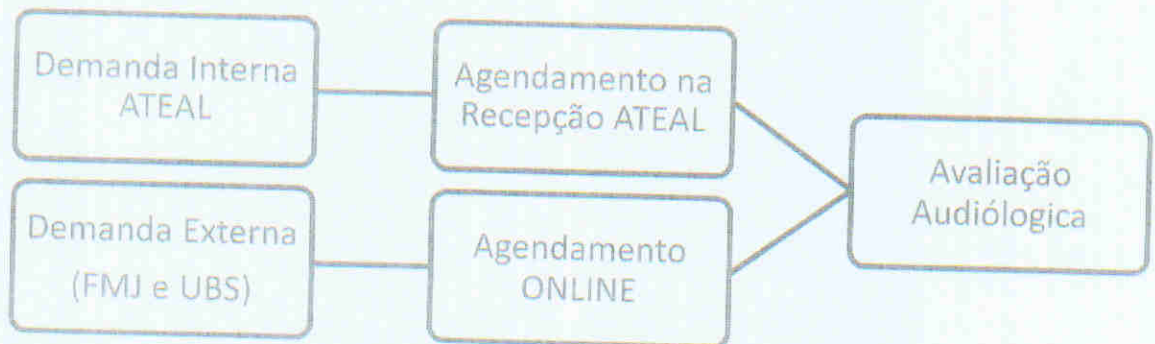 Demanda Interna
ATEAL
Agendamento na
Recepção ATEAL
Demanda Externa
(FMJ e UBS)
Agendamento
ONLINE
Avaliação
Audiólogica